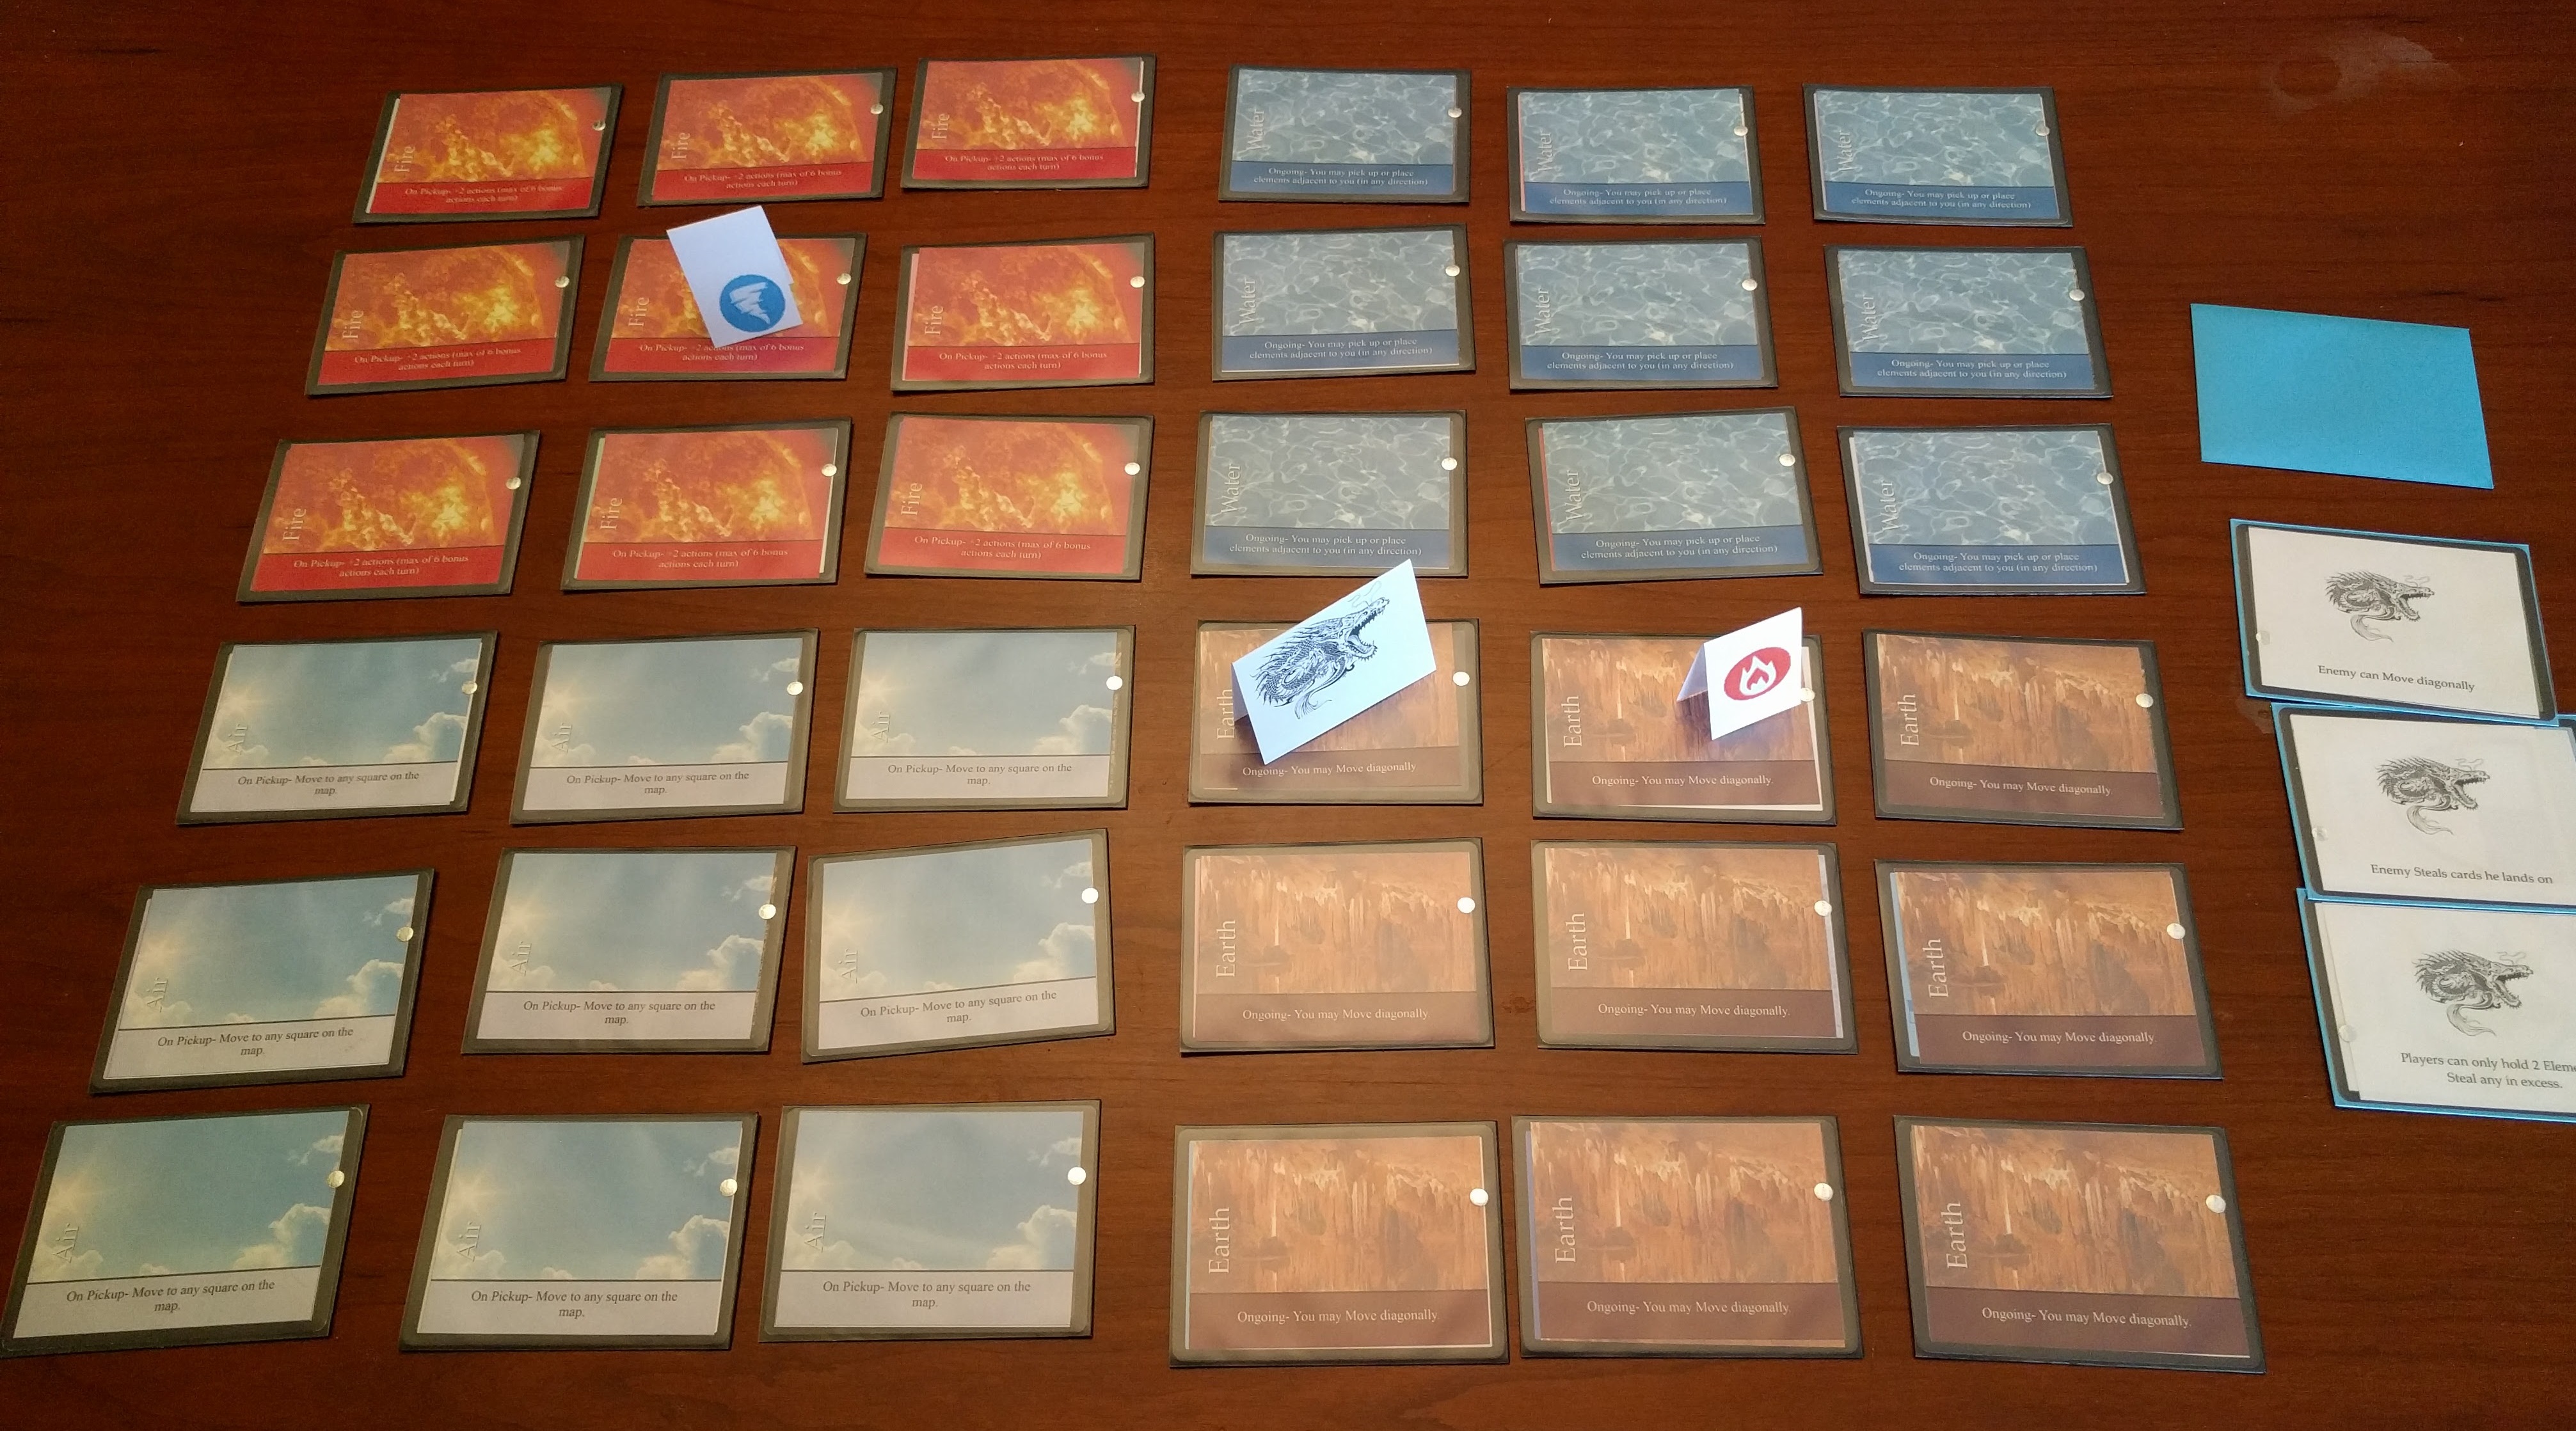 Fire
On Pickup- +2 actions (max of 6 bonus
actions each turn)
Fire
On Pickup- +2 actions (max of 6 bonus
actions each turn)
Fire
On Pickup- +2 actions (max of 6 bonus
actions each turn)
Water
Ongoing- You may pick up or place
elements adjacent to you (in any direction)
Water
Ongoing- You may pick up or place
elements adjacent to you (in any direction)
Water
Ongoing- You may pick up or place
elements adjacent to you (in any direction)
Fire
On Pickup- +2 actions (max of 6 bonus
actions each turn)
Fire
On Pickup- +2 actions (max of 6 bonus
actions each turn)
Fire
On Pickup- +2 actions (max of 6 bonus
actions each turn)
Water
Ongoing- You may pick up or place
elements adjacent to you (in any direction)
Water
Ongoing- You may pick up or place
elements adjacent to you (in any direction)
Water
Ongoing- You may pick up or place
elements adjacent to you (in any direction)
Fire
On Pickup- +2 actions (max of 6 bonus
actions each turn)
Fire
On Pickup- +2 actions (max of 6 bonus
actions each turn)
Fire
On Pickup- +2 actions (max of 6 bonus
actions each turn)
Water
Ongoing- You may pick up or place
elements adjacent to you (in any direction)
Water
Ongoing- You may pick up or place
elements adjacent to you (in any direction)
Water
Ongoing- You may pick up or place
elements adjacent to you (in any direction)
Air
On Pickup- Move to any square on the
map.
Air
On Pickup- Move to any square on the
map.
Air
On Pickup- Move to any square on the
map.
Earth
Ongoing- You may Move diagonally
Earth
Ongoing- You may Move diagonally.
Earth
Ongoing- You may Move diagonally
Air
On Pickup- Move to any square on the
map.
Air
On Pickup- Move to any square on the
map.
Air
On Pickup- Move to any square on the
map.
Earth
Ongoing- You may Move diagonally.
Earth
Ongoing- You may Move diagonally.
Earth
Ongoing- You may Move diagonally
Air
On Pickup- Move to any square on the
map.
Air
On Pickup- Move to any square on the
map.
Air
On Pickup- Move to any square on the
map.
Earth
Ongoing- You may Move diagonally.
Earth
Ongoing- You may Move diagonally.
Earth
Ongoing- You may Move diagonally.
Enemy can Move diagonally
Enemy Steals cards he lands on
Players can only hold 2
Steal any in excess.